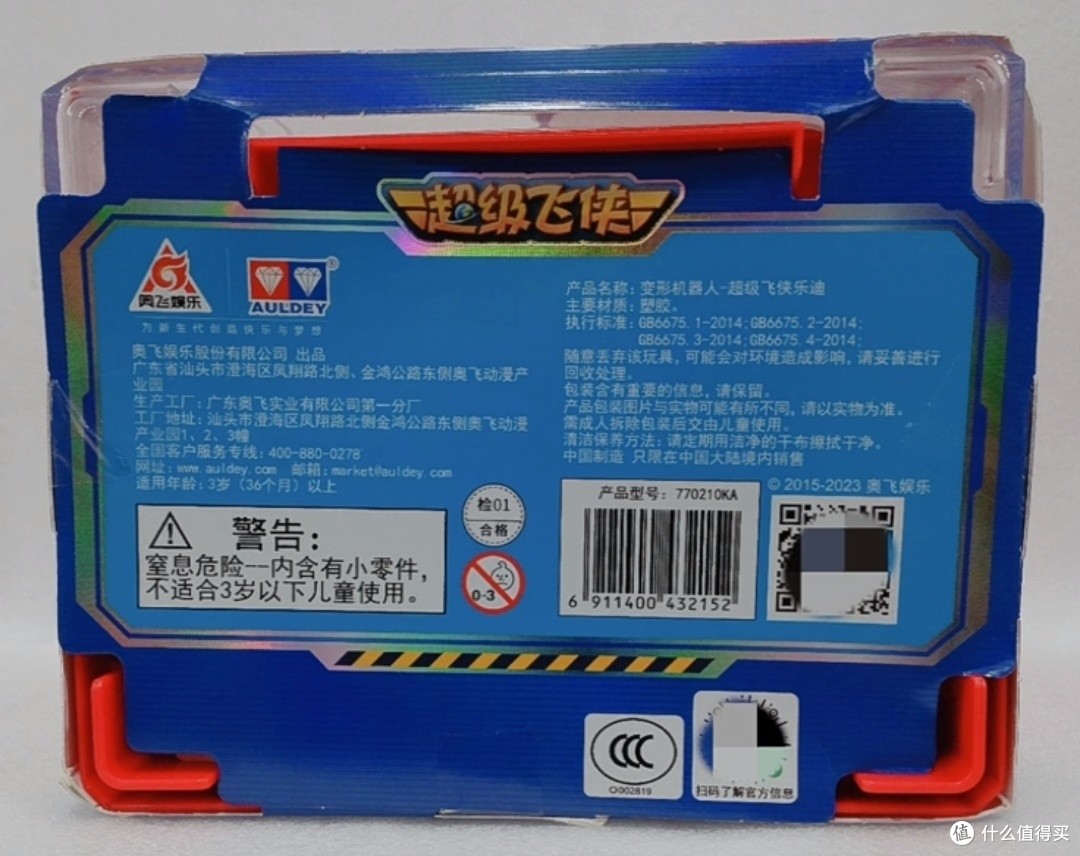 超级飞侠
奥飞娱乐
AULDEY
®
为新生代创造快乐与梦想
奥飞娱乐股份有限公司 出品
广东省汕头市澄海区凤翔路北侧、金鸿公路东侧奥飞动漫产
业园
生产工厂：广东奥飞实业有限公司第一分厂
工厂地址：汕头市澄海区凤翔路北侧金鸿公路东侧奥飞动漫
产业园1、2、3幢
全国客户服务专线：400-880-0278
网址：www.auldey.com 邮箱：market@auldey.com
适用年龄：3岁（36个月）以上
警告：
窒息危险--内含有小零件，
不适合3岁以下儿童使用。
检01
合格
0-3
产品名称：变形机器人-超级飞侠乐迪
主要材质：塑胶。
执行标准：GB6675.1-2014;GB6675.2-2014;
GB6675.3-2014;GB6675.4-2014;
随意丢弃该玩具，可能会对环境造成影响，请妥善进行
回收处理。
包装含有重要的信息，请保留。
产品包装图片与实物可能有所不同，请以实物为准。
需成人拆除包装后交由儿童使用。
清洁保养方法：请定期用洁净的干布擦拭干净。
中国制造 只限在中国大陆境内销售
© 2015-2023 奥飞娱乐
产品型号：770210KA
6 911400 432152
CCC
O002819
扫码了解官方信息
值 什么值得买